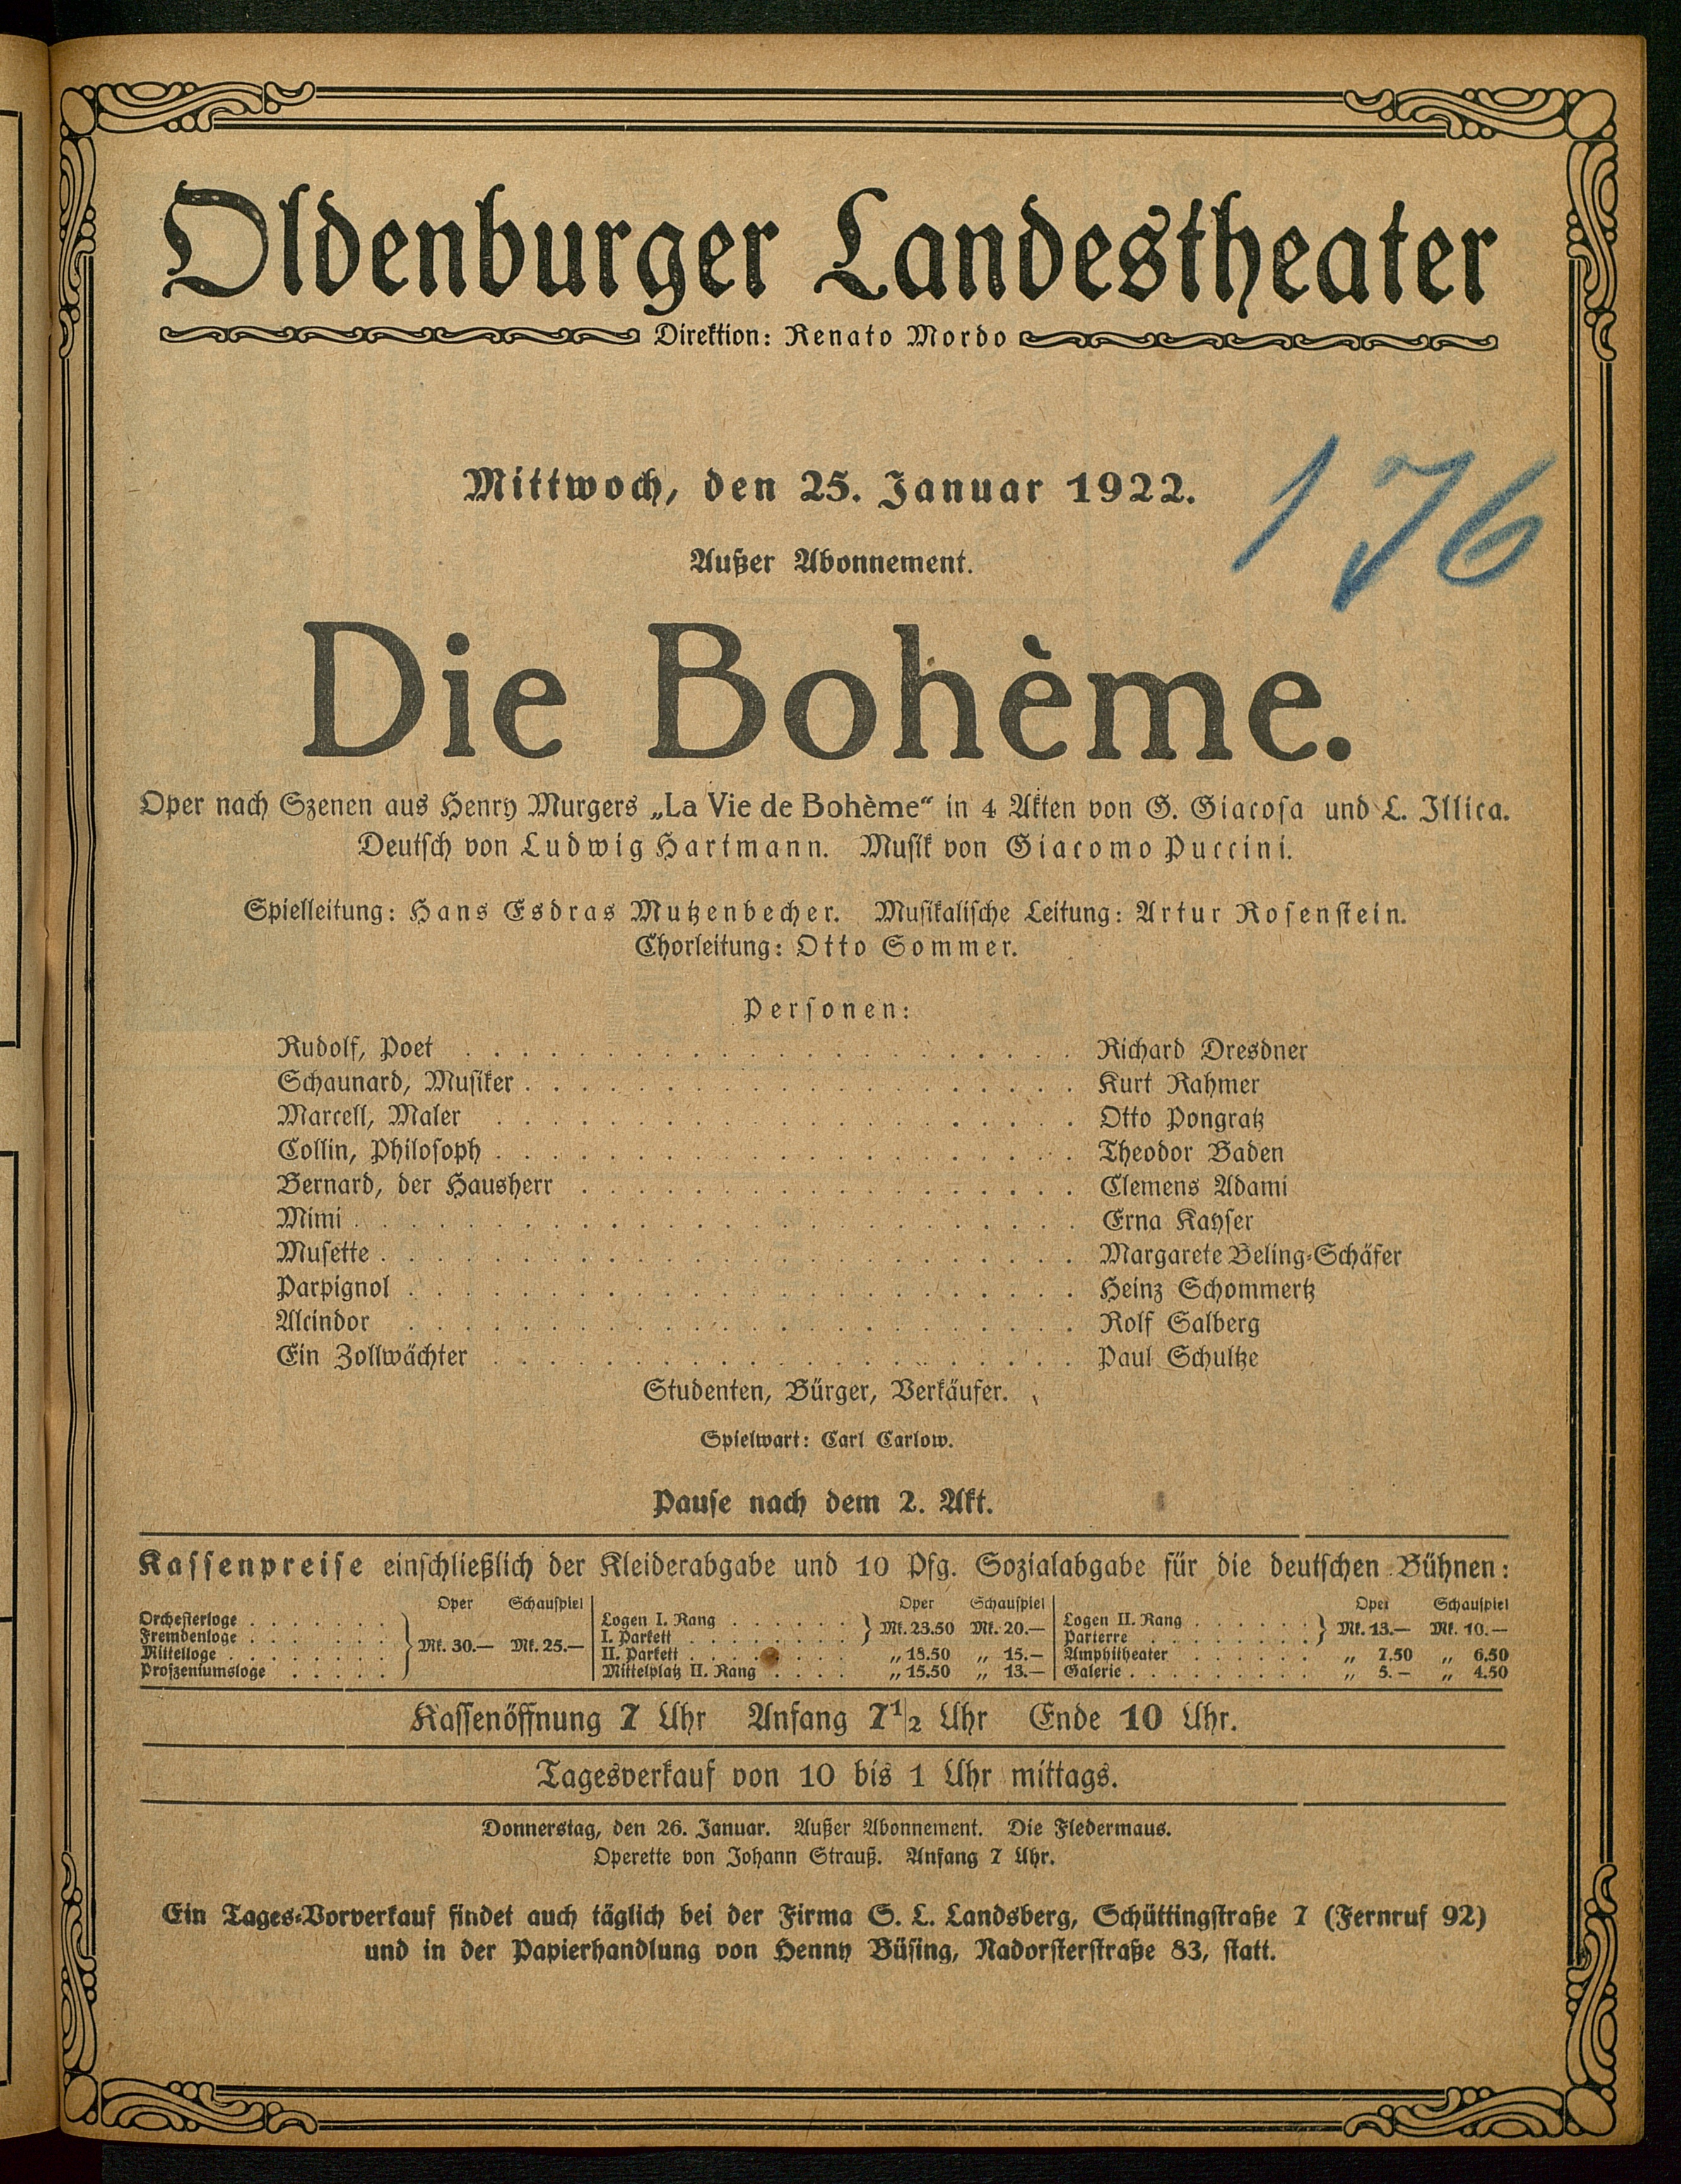 Oldenburger Landestheater
Direktion: Renato Mordo
Mittwoch, den 25. Januar 1922.
176
Außer Abonnement.
Die Bohème.
Oper nach Szenen aus Henry Murgers „La Vie de Bohème“ in 4 Akten von G. Giacosa und L. Illica.
Deutsch von Ludwig Hartmann. Musik von Giacomo Puccini.
Spielleitung: Hans Esdras Mutzenbecher. Musikalische Leitung: Artur Rosenstein.
Chorleitung: Otto Sommer.
Personen:
Rudolf, Poet . . . . . Richard Dresdner
Schaunard, Musiker . . . . . Kurt Rahmer
Marcell, Maler . . . . . Otto Pongratz
Collin, Philosoph . . . . . Theodor Baden
Bernard, der Hausherr . . . . . Clemens Adami
Mimi . . . . . Erna Kayser
Musette . . . . . Margarete Beling-Schäfer
Parpignol . . . . . Heinz Schommertz
Alcindor . . . . . Rolf Salberg
Ein Zollwächter . . . . . Paul Schultze
Studenten, Bürger, Verkäufer.
Spielwart: Carl Carlow.
Pause nach dem 2. Akt.
Kassenpreise einschließlich der Kleiderabgabe und 10 Pfg. Sozialabgabe für die deutschen Bühnen:
Oper Schauspiel
Orchesterloge . . . . .
Fremdenloge . . . . .
Mittelloge . . . . .
Proszeniumsloge . . . . .
Mk. 30.— Mk. 25.—
Oper Schauspiel
Logen I. Rang . . . . .
I. Parkett . . . . .
Mk. 23.50 Mk. 20.—
II. Parkett . . . . . „ 18.50 „ 15.—
Mittelplatz II. Rang . . . . „ 15.50 „ 13.—
Oper Schauspiel
Logen II. Rang . . . . .
Parterre . . . . .
Mk. 13.— Mk. 10.—
Amphitheater . . . . . „ 7.50 „ 6.50
Galerie . . . . . „ 5.— „ 4.50
Kassenöffnung 7 Uhr Anfang 7 1/2 Uhr Ende 10 Uhr.
Tagesverkauf von 10 bis 1 Uhr mittags.
Donnerstag, den 26. Januar. Außer Abonnement. Die Fledermaus.
Operette von Johann Strauß. Anfang 7 Uhr.
Ein Tages-Vorverkauf findet auch täglich bei der Firma S. L. Landsberg, Schüttingstraße 7 (Fernruf 92)
und in der Papierhandlung von Henny Büsing, Nadorsterstraße 83, statt.